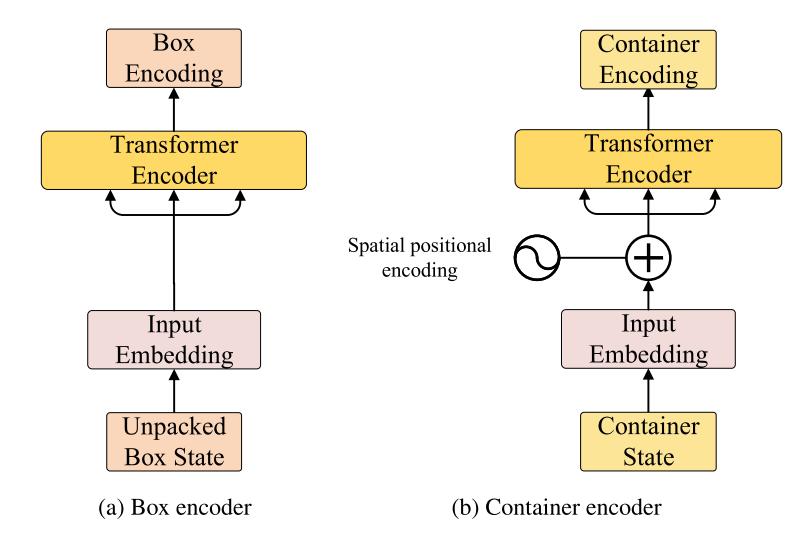 Box
Encoding
Transformer
Encoder
Input
Embedding
Unpacked
Box State
(a) Box encoder
Container
Encoding
Transformer
Encoder
Spatial positional
encoding
Input
Embedding
Container
State
(b) Container encoder